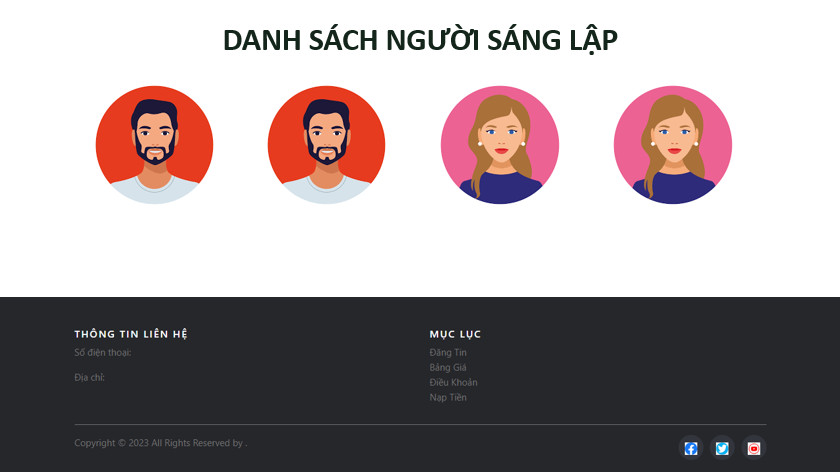 DANH SÁCH NGƯỜI SÁNG LẬP
THÔNG TIN LIÊN HỆ
Số điện thoại:
Địa chỉ:
MỤC LỤC
Đăng Tin
Bảng Giá
Điều Khoản
Nạp Tiền
Copyright © 2023 All Rights Reserved by .